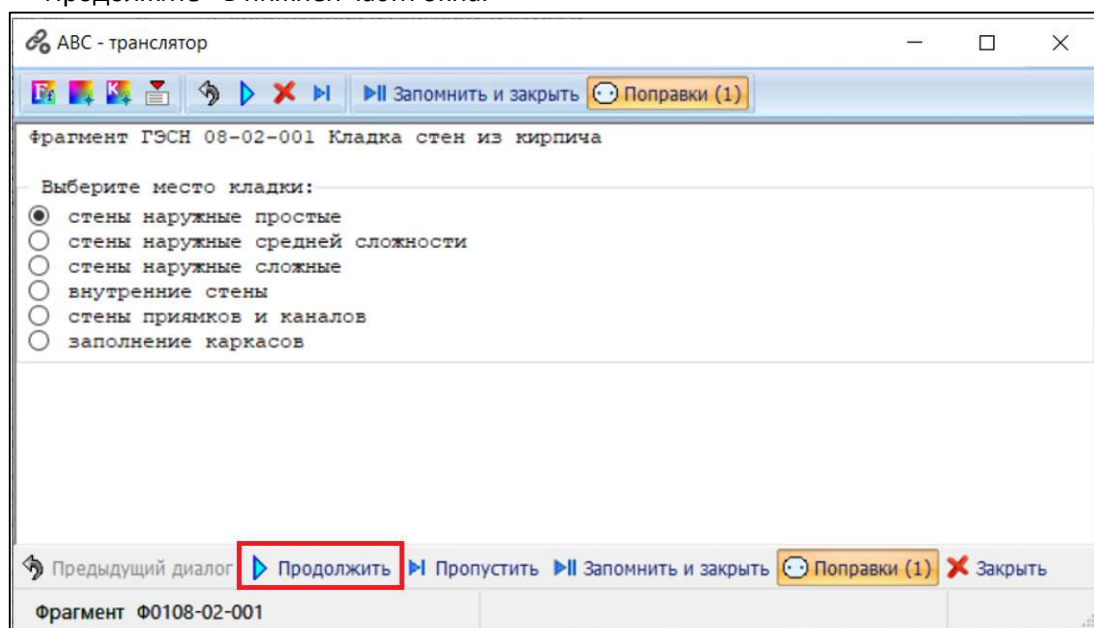 АВС - транслятор
Запомнить и закрыть Поправки (1)
Фрагмент ГЭСН 08-02-001 Кладка стен из кирпича
Выберите место кладки:
стены наружные простые
стены наружные средней сложности
стены наружные сложные
внутренние стены
стены приямков и каналов
заполнение каркасов
Предыдущий диалог Продолжить Пропустить Запомнить и закрыть Поправки (1) Закрыть
Фрагмент Ф0108-02-001